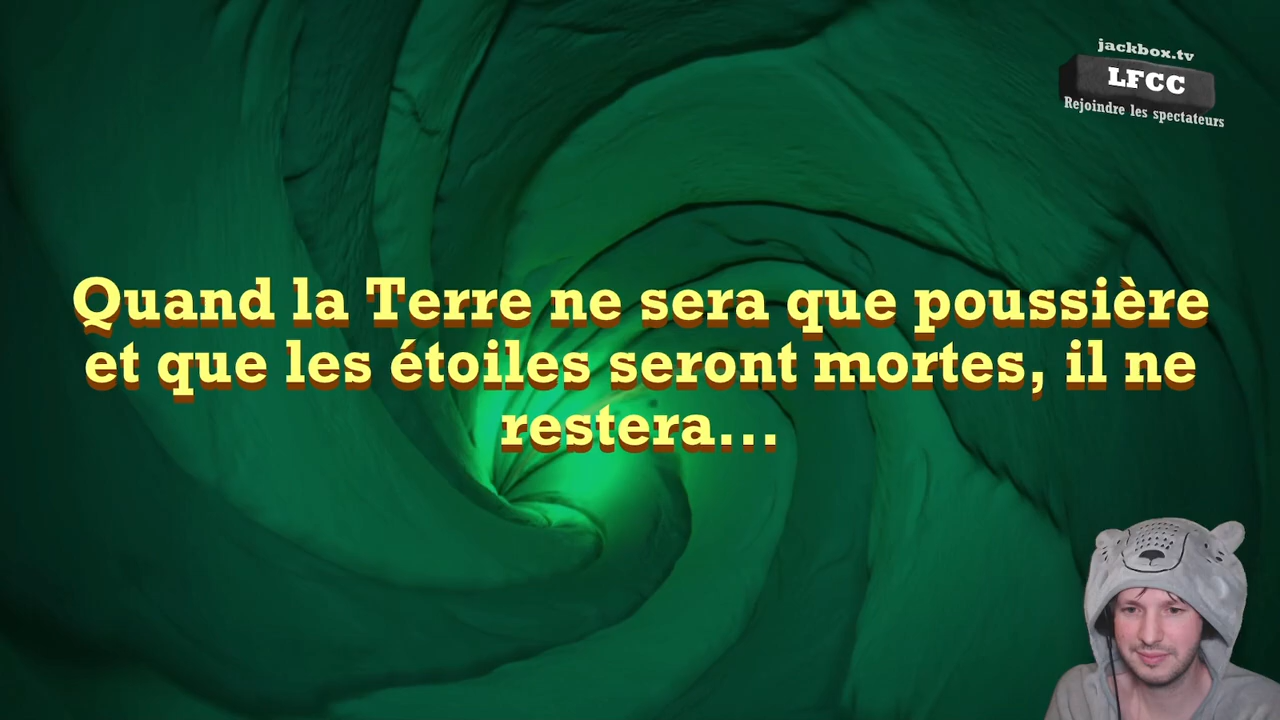 jackbox.tv
LFCC
Rejoindre les spectateurs
Quand la Terre ne sera que poussière
et que les étoiles seront mortes, il ne
restera...